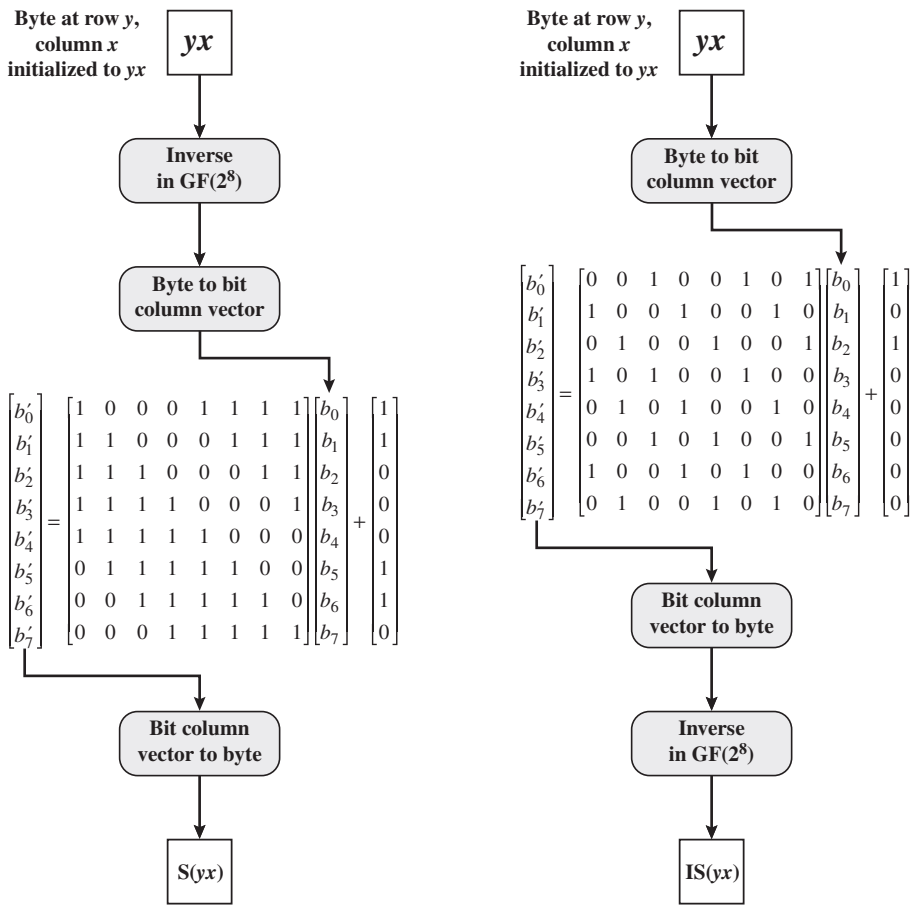 Byte at row y,
column x
initialized to yx
yx
Inverse
in GF(2⁸)
Byte to bit
column vector
b′₀ 1 0 0 0 1 1 1 1 b₀ 1
b′₁ 1 1 0 0 0 1 1 1 b₁ 1
b′₂ 1 1 1 0 0 0 1 1 b₂ 0
b′₃ = 1 1 1 1 0 0 0 1 b₃ + 0
b′₄ 1 1 1 1 1 0 0 0 b₄ 0
b′₅ 0 1 1 1 1 1 0 0 b₅ 1
b′₆ 0 0 1 1 1 1 1 0 b₆ 1
b′₇ 0 0 0 1 1 1 1 1 b₇ 0
Bit column
vector to byte
S(yx)
Byte at row y,
column x
initialized to yx
yx
Byte to bit
column vector
b′₀ 0 0 1 0 0 1 0 1 b₀ 1
b′₁ 1 0 0 1 0 0 1 0 b₁ 0
b′₂ 0 1 0 0 1 0 0 1 b₂ 1
b′₃ = 1 0 1 0 0 1 0 0 b₃ + 0
b′₄ 0 1 0 1 0 0 1 0 b₄ 0
b′₅ 0 0 1 0 1 0 0 1 b₅ 0
b′₆ 1 0 0 1 0 1 0 0 b₆ 0
b′₇ 0 1 0 0 1 0 1 0 b₇ 0
Bit column
vector to byte
Inverse
in GF(2⁸)
IS(yx)